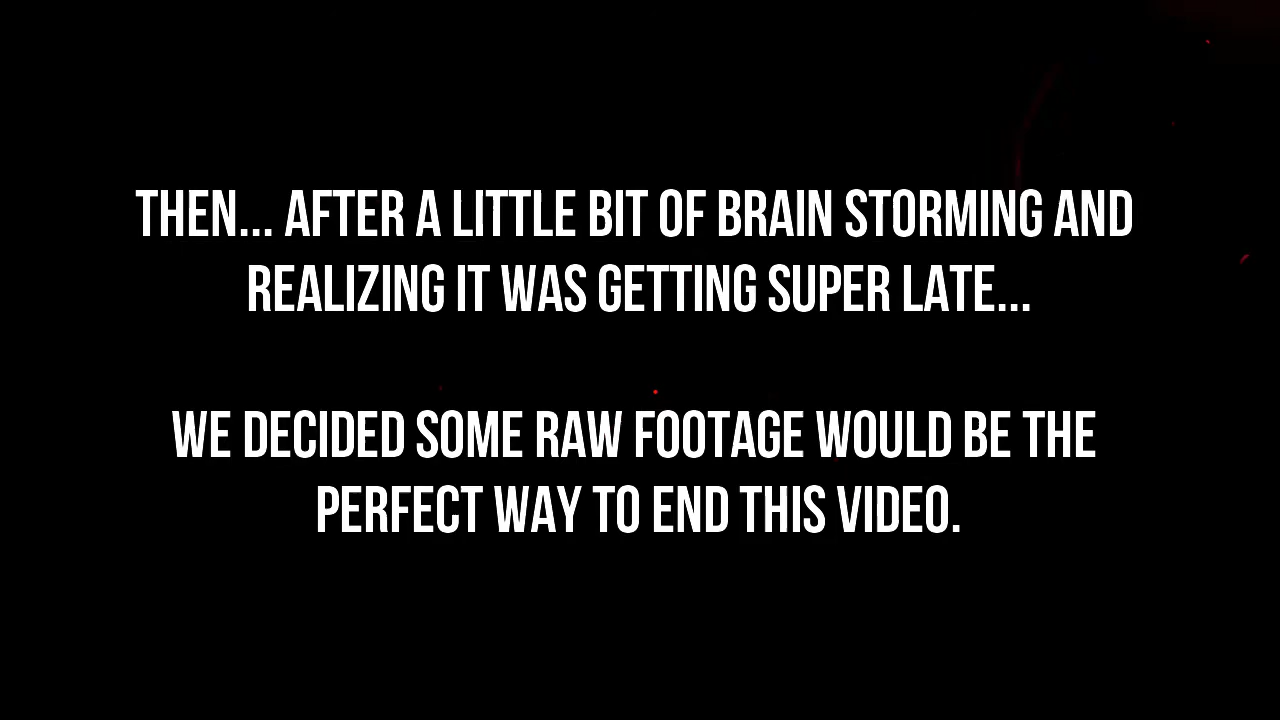 THEN... AFTER A LITTLE BIT OF BRAIN STORMING AND
REALIZING IT WAS GETTING SUPER LATE...
WE DECIDED SOME RAW FOOTAGE WOULD BE THE
PERFECT WAY TO END THIS VIDEO.